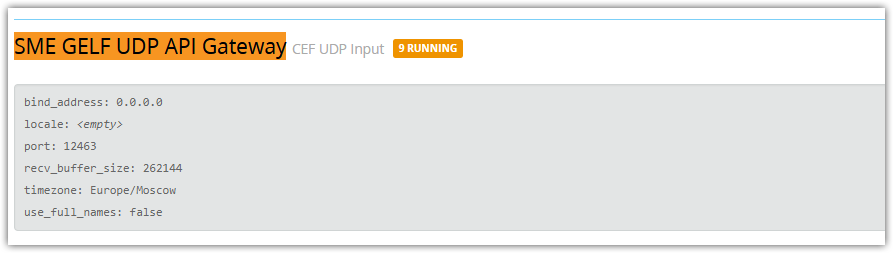 SME GELF UDP API Gateway CEF UDP Input 9 RUNNING
bind_address: 0.0.0.0
locale: <empty>
port: 12463
recv_buffer_size: 262144
timezone: Europe/Moscow
use_full_names: false